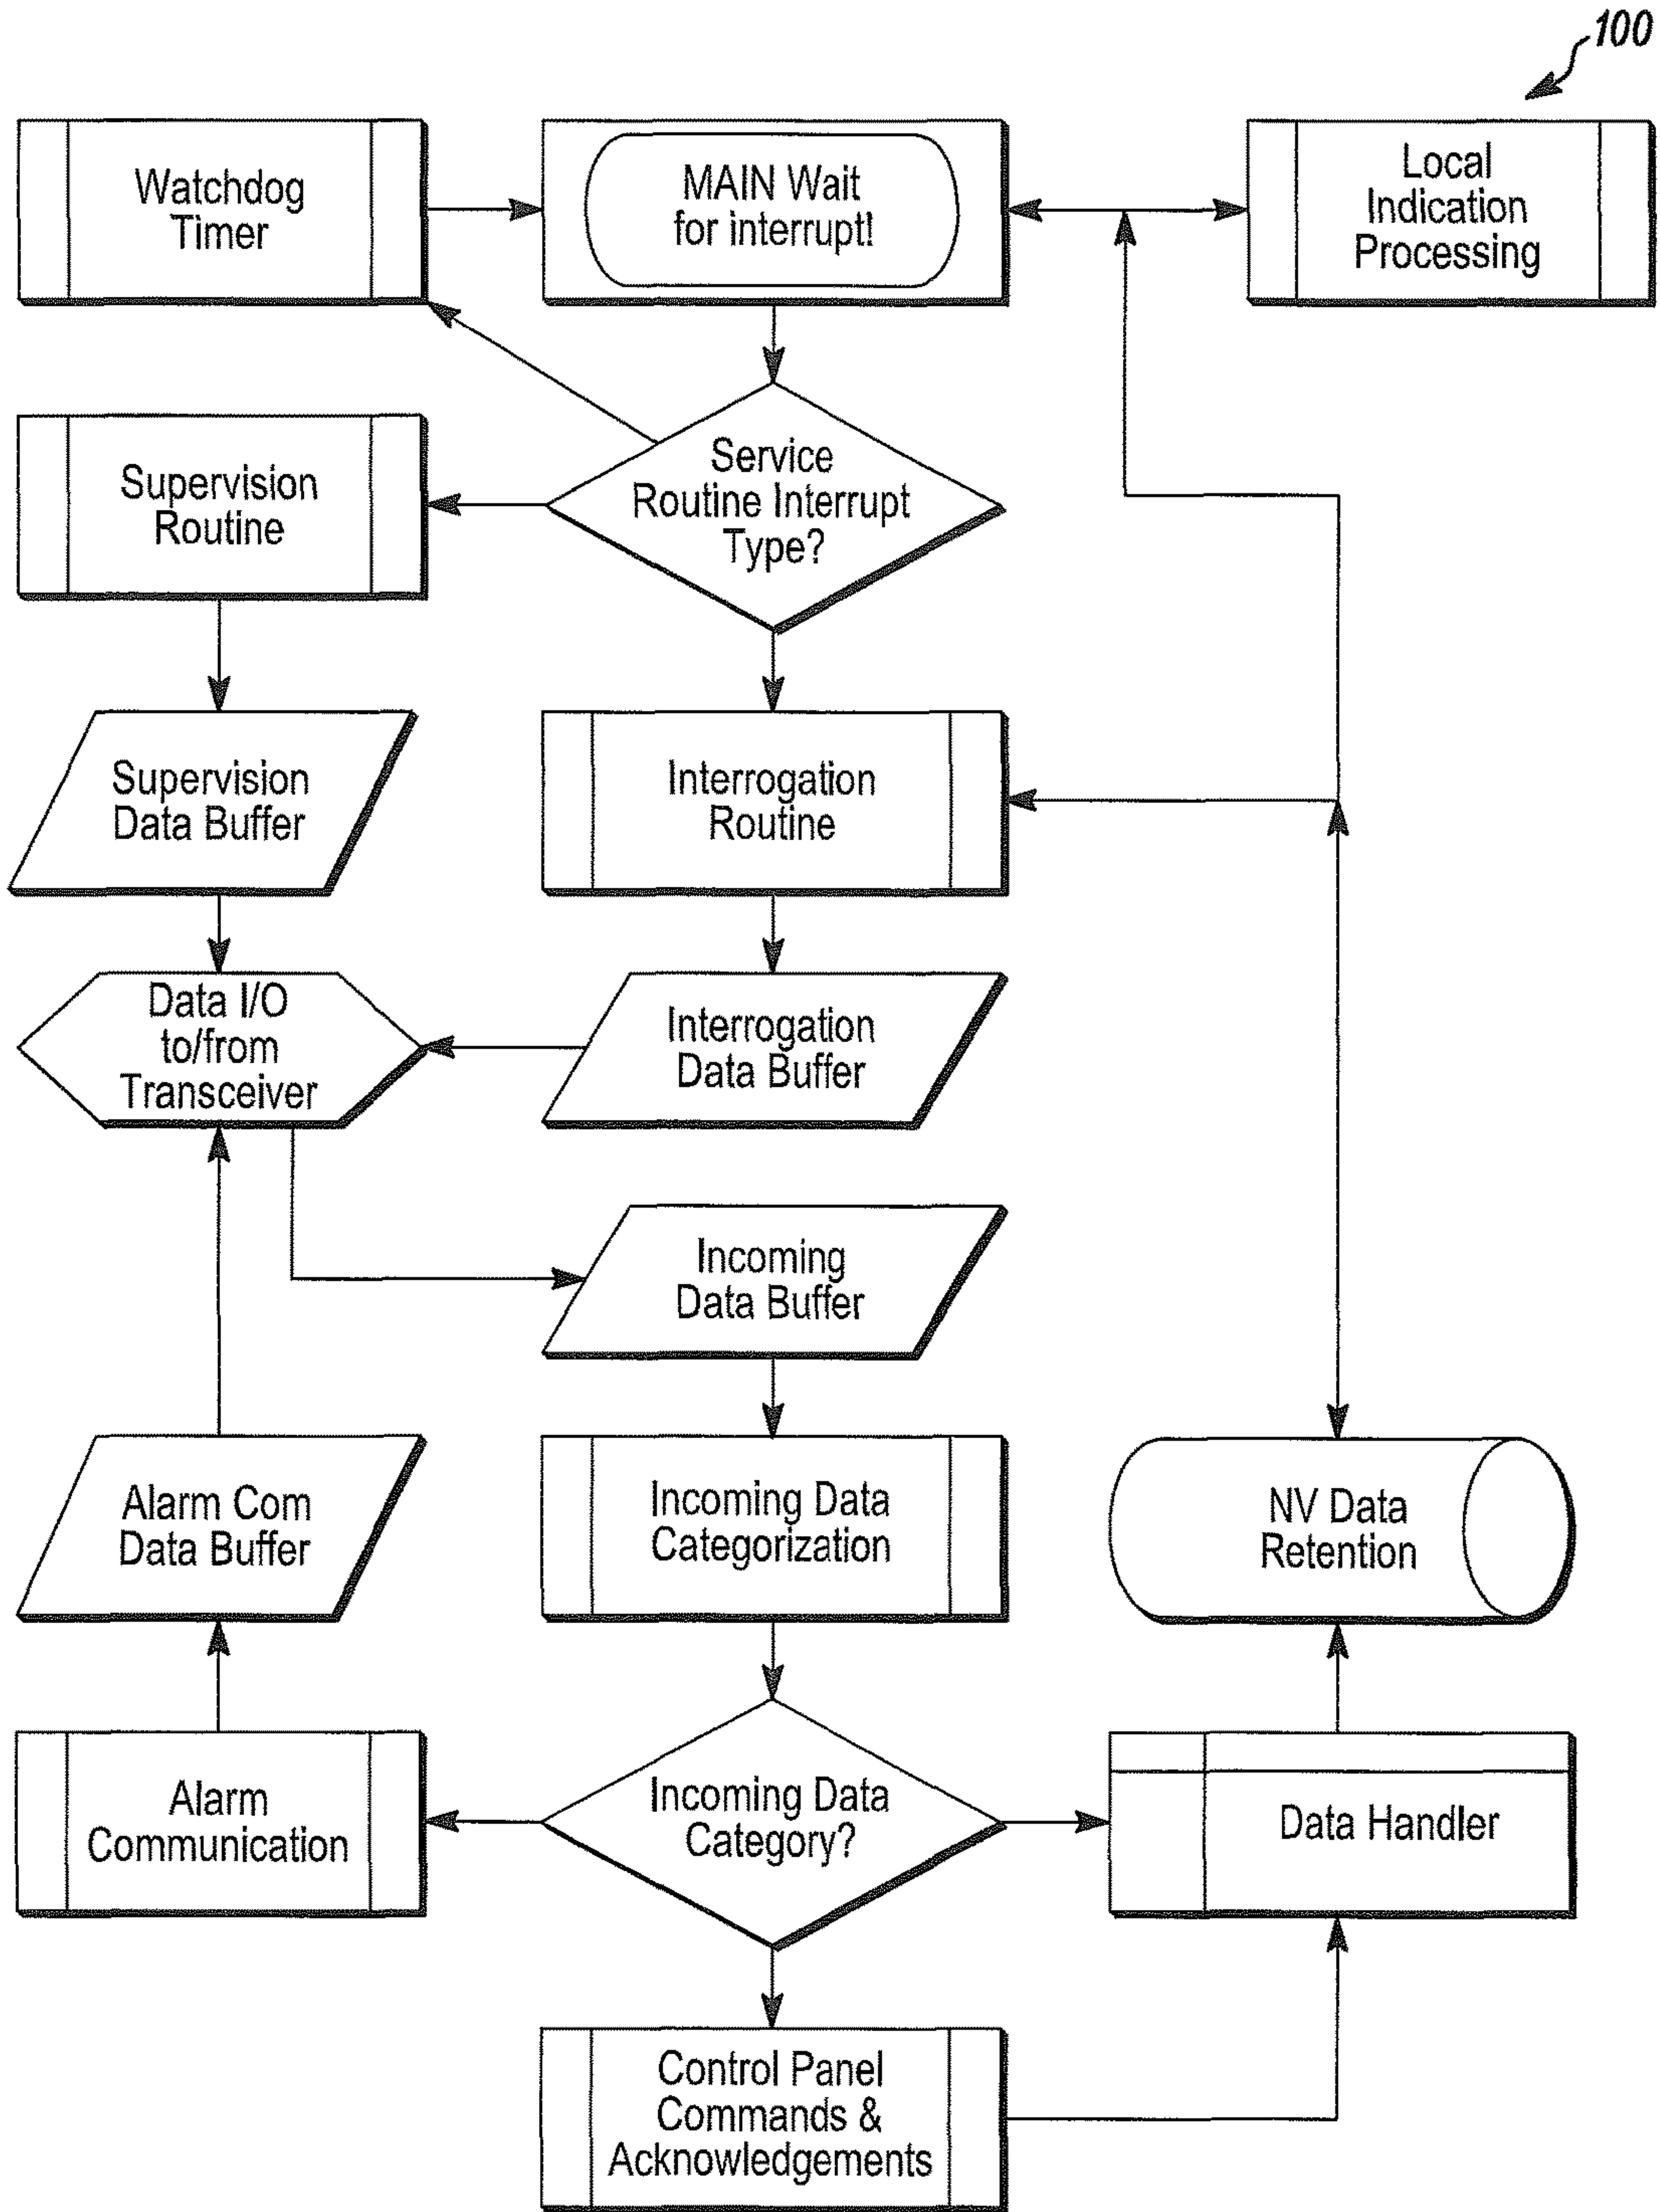 100
Watchdog
Timer
MAIN Wait
for interrupt!
Local
Indication
Processing
Service
Routine Interrupt
Type?
Supervision
Routine
Supervision
Data Buffer
Interrogation
Routine
Data I/O
to/from
Transceiver
Interrogation
Data Buffer
Incoming
Data Buffer
Alarm Com
Data Buffer
Incoming Data
Categorization
NV Data
Retention
Alarm
Communication
Incoming Data
Category?
Data Handler
Control Panel
Commands &
Acknowledgements